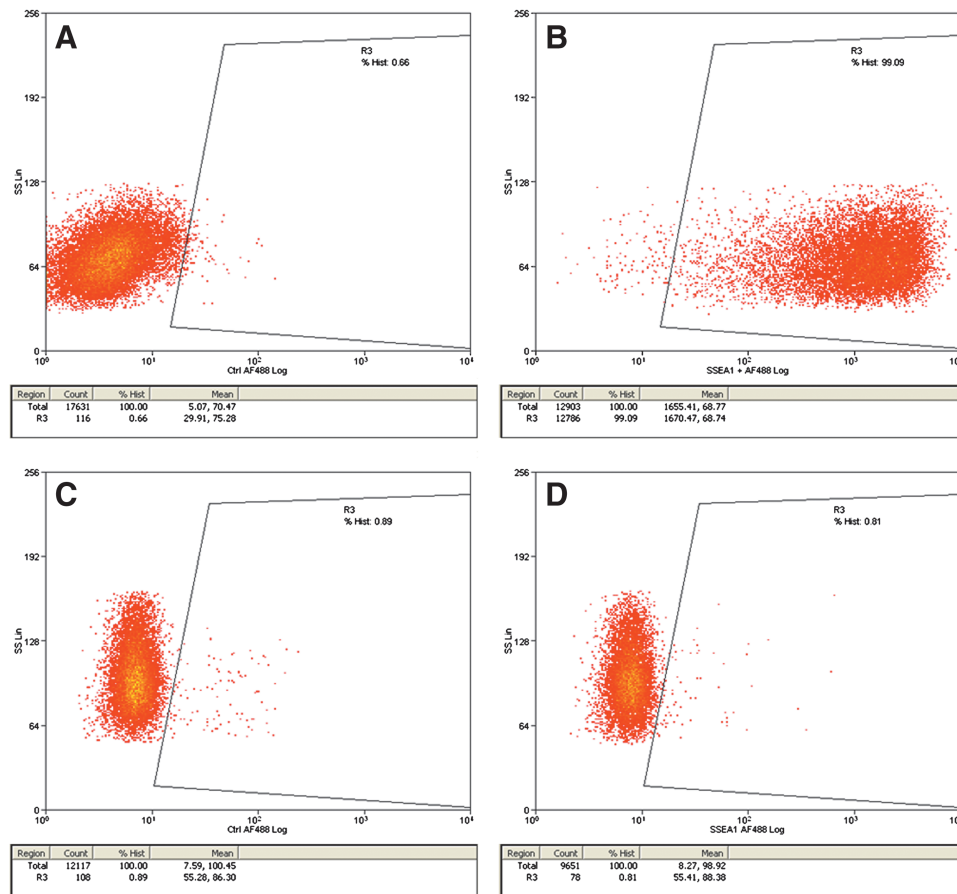 A
256
192
128
64
0
SS Lin
R3
% Hist: 0.66
10⁰ 10¹ 10² 10³ 10⁴
Ctrl AF488 Log
Region Count % Hist Mean
Total 17631 100.00 5.07, 70.47
R3 116 0.66 29.91, 75.28
B
256
192
128
64
0
SS Lin
R3
% Hist: 99.09
10⁰ 10¹ 10² 10³
SSEA1 + AF488 Log
Region Count % Hist Mean
Total 12903 100.00 1655.41, 68.77
R3 12786 99.09 1670.47, 68.74
C
256
192
128
64
0
SS Lin
R3
% Hist: 0.89
10⁰ 10¹ 10² 10³ 10⁴
Ctrl AF488 Log
Region Count % Hist Mean
Total 12117 100.00 7.59, 100.45
R3 108 0.89 55.28, 86.30
D
256
192
128
64
0
SS Lin
R3
% Hist: 0.81
10⁰ 10¹ 10² 10³
SSEA1 AF488 Log
Region Count % Hist Mean
Total 9651 100.00 8.27, 98.92
R3 78 0.81 55.41, 88.38